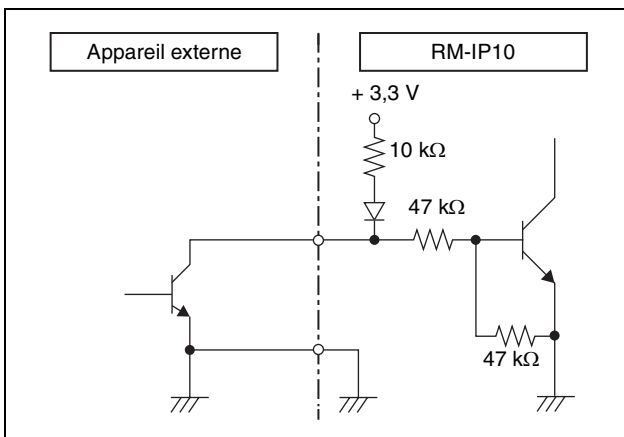 Appareil externe
RM-IP10
+ 3,3 V
10 kΩ
47 kΩ
47 kΩ